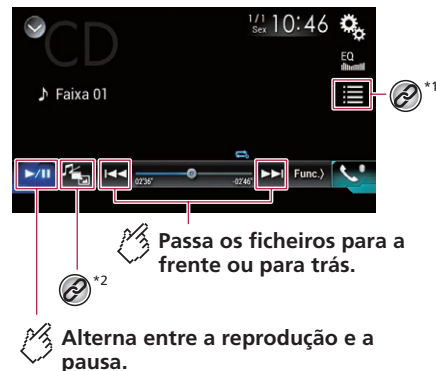 CD
1/1
Sex 10:46
EQ
*1
♪ Faixa 01
02'36"
-02'46"
Func.
Passa os ficheiros para a
frente ou para trás.
*2
Alterna entre a reprodução e a
pausa.